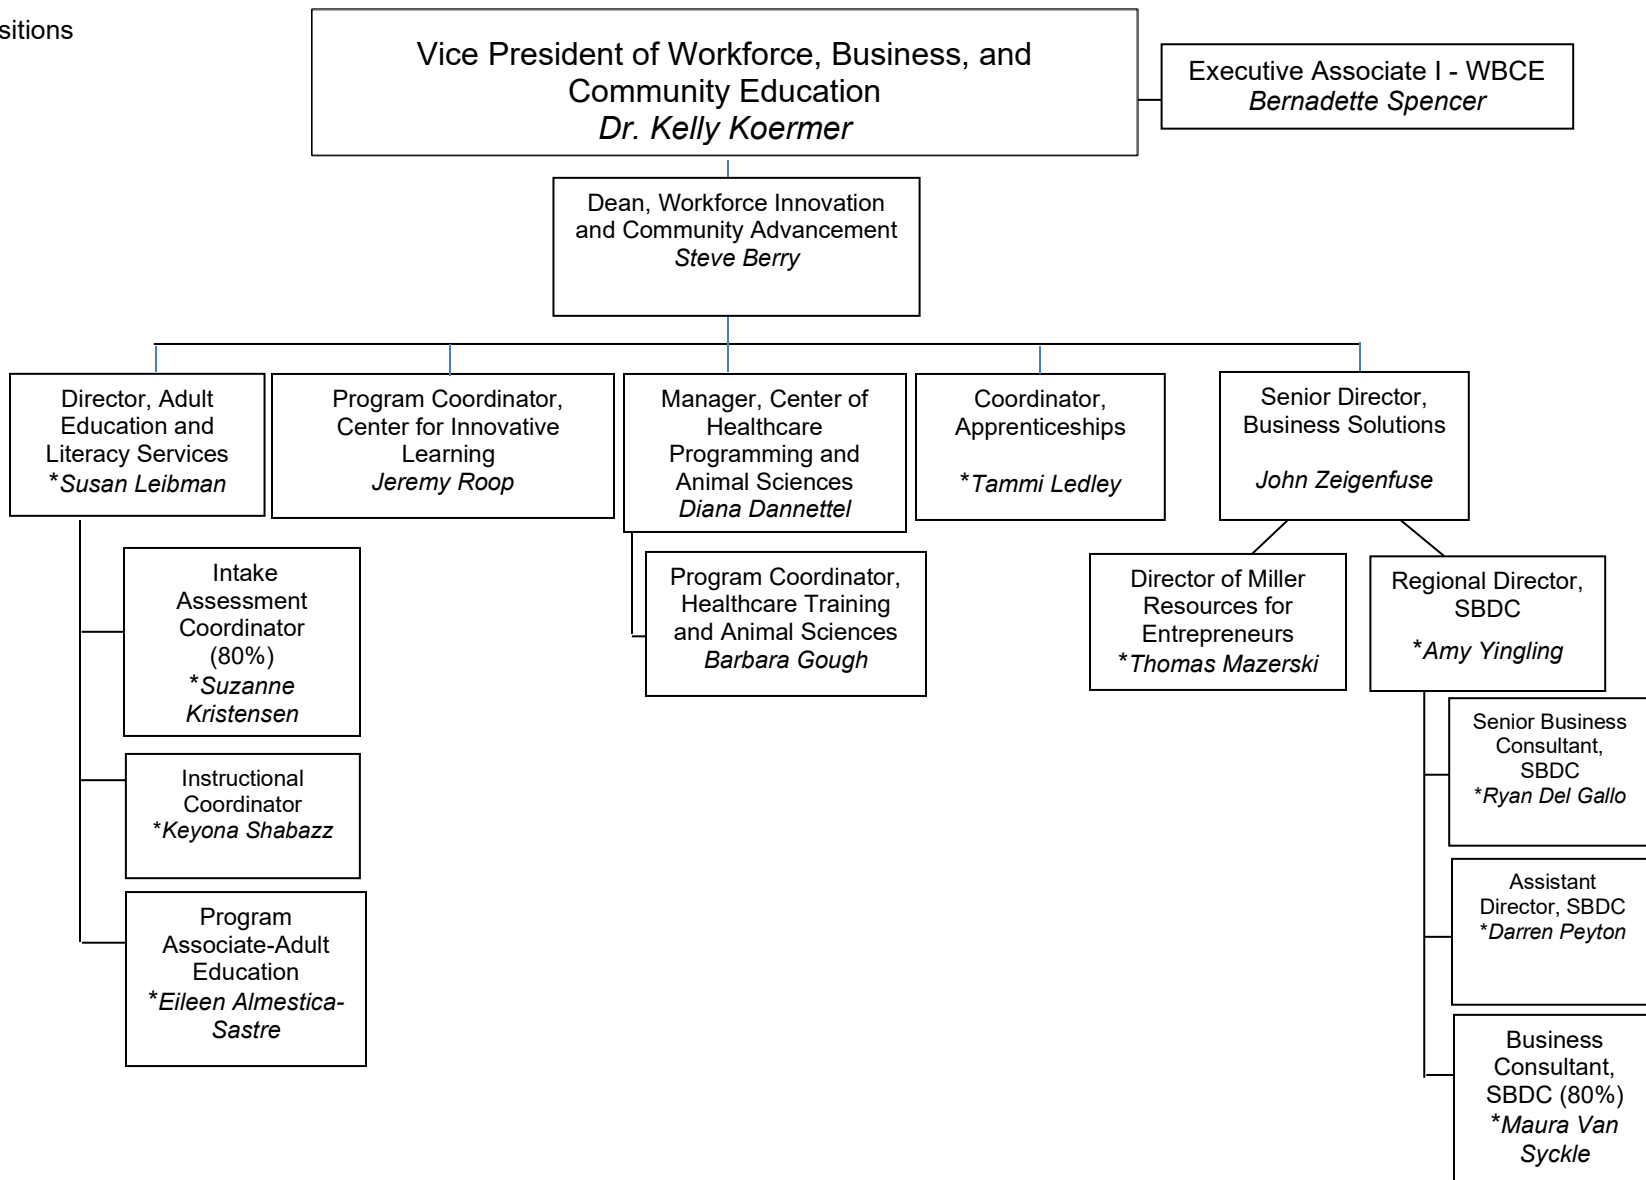 sitions
Vice President of Workforce, Business, and
Community Education
Dr. Kelly Koermer
Executive Associate I - WBCE
Bernadette Spencer
Dean, Workforce Innovation
and Community Advancement
Steve Berry
Director, Adult
Education and
Literacy Services
*Susan Leibman
Program Coordinator,
Center for Innovative
Learning
Jeremy Roop
Manager, Center of
Healthcare
Programming and
Animal Sciences
Diana Dannettel
Coordinator,
Apprenticeships
*Tammi Ledley
Senior Director,
Business Solutions
John Zeigenfuse
Intake
Assessment
Coordinator
(80%)
*Suzanne
Kristensen
Instructional
Coordinator
*Keyona Shabazz
Program
Associate-Adult
Education
*Eileen Almestica-
Sastre
Program Coordinator,
Healthcare Training
and Animal Sciences
Barbara Gough
Director of Miller
Resources for
Entrepreneurs
*Thomas Mazerski
Regional Director,
SBDC
*Amy Yingling
Senior Business
Consultant,
SBDC
*Ryan Del Gallo
Assistant
Director, SBDC
*Darren Peyton
Business
Consultant,
SBDC (80%)
*Maura Van
Syckle